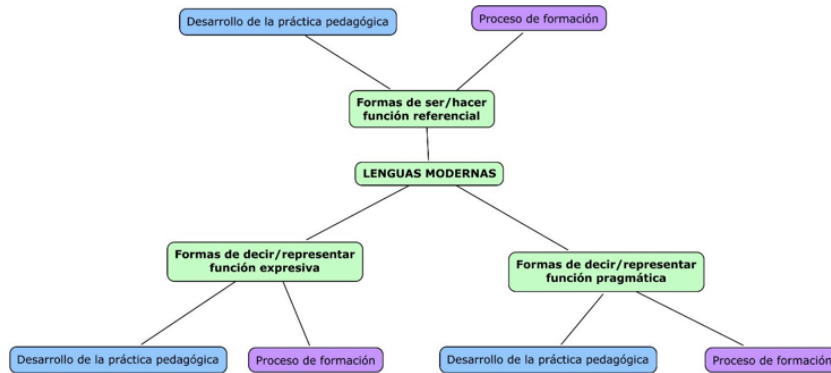 Desarrollo de la práctica pedagógica
Proceso de formación
Formas de ser/hacer
función referencial
LENGUAS MODERNAS
Formas de decir/representar
función expresiva
Formas de decir/representar
función pragmática
Desarrollo de la práctica pedagógica
Proceso de formación
Desarrollo de la práctica pedagógica
Proceso de formación